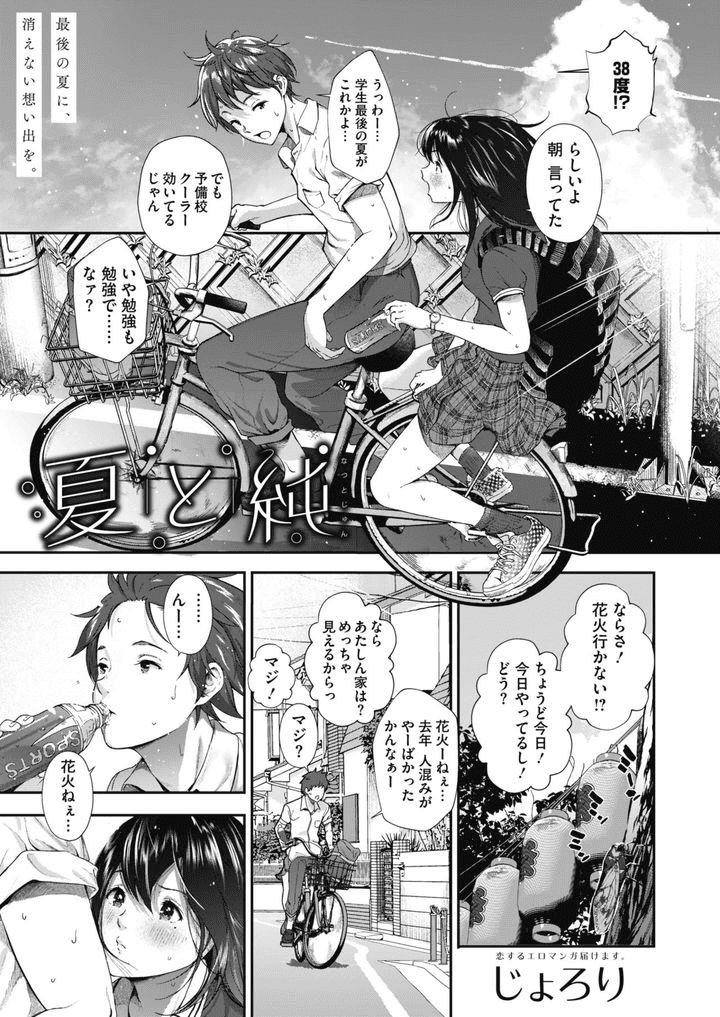 最後の夏に、
消えない想い出を。
38度!?
らしいよ
朝 言ってた
うっわー…
学生最後の夏が
これかよ…
でも
予備校
クーラー
効いてる
じゃん
いや勉強も
勉強で……
なァ?
夏と純
なつとじゅん
ならさ!
花火行かない!?
ちょうど今日!
今日やってるし!
どう?
花火ーねぇ…
去年 人混みが
やーばかった
かんなぁー
なら
あたしん家は?
めっちゃ
見えるからっ
マジ?
マジ!
……
んー…
SPORTS
花火ねぇ…
恋するエロマンガ届けます。
じょろり